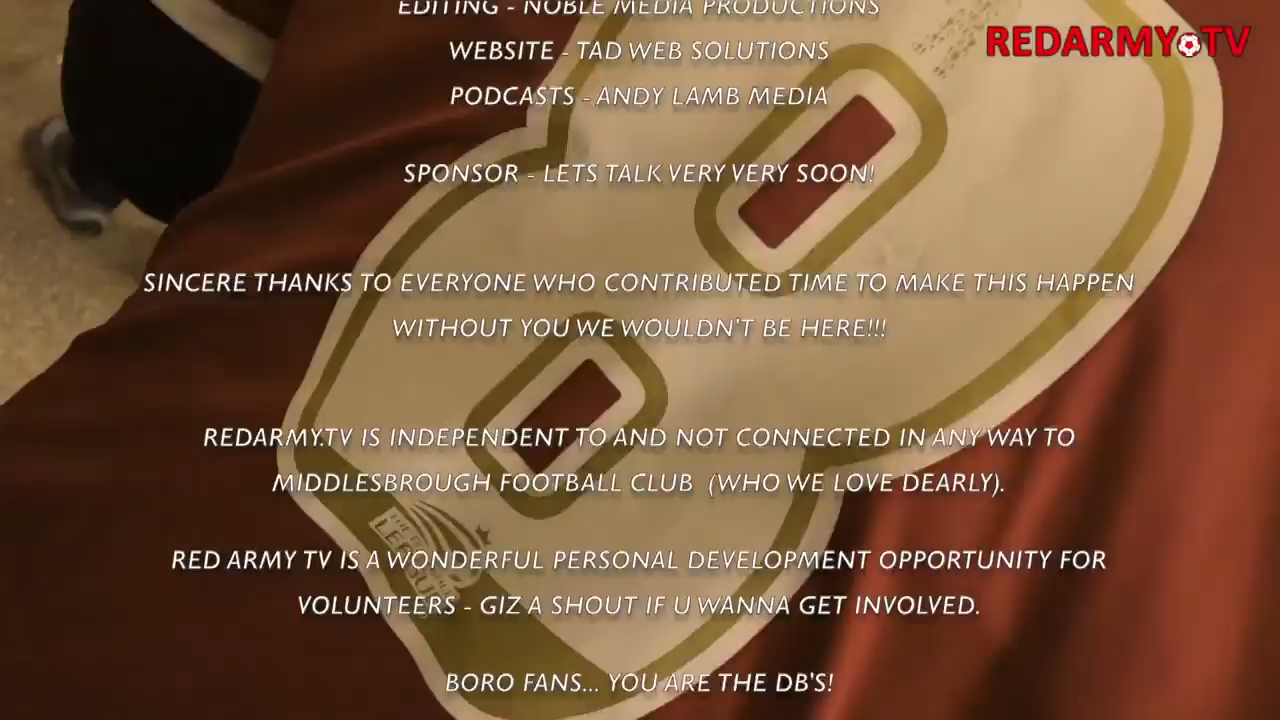 EDITING - NOBLE MEDIA PRODUCTIONS
REDARMY TV
WEBSITE - TAD WEB SOLUTIONS
PODCASTS - ANDY LAMB MEDIA
SPONSOR - LETS TALK VERY VERY SOON!
SINCERE THANKS TO EVERYONE WHO CONTRIBUTED TIME TO MAKE THIS HAPPEN
WITHOUT YOU WE WOULDN'T BE HERE!!!
REDARMY.TV IS INDEPENDENT TO AND NOT CONNECTED IN ANY WAY TO
MIDDLESBROUGH FOOTBALL CLUB (WHO WE LOVE DEARLY).
RED ARMY TV IS A WONDERFUL PERSONAL DEVELOPMENT OPPORTUNITY FOR
VOLUNTEERS - GIZ A SHOUT IF U WANNA GET INVOLVED.
BORO FANS... YOU ARE THE DB'S!
8